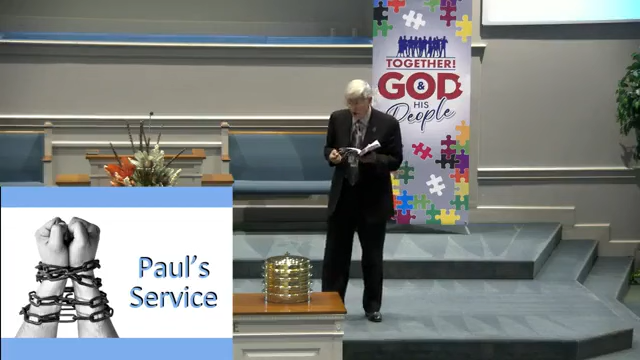 TOGETHER!
GOD
&
HIS
People
Paul's
Service